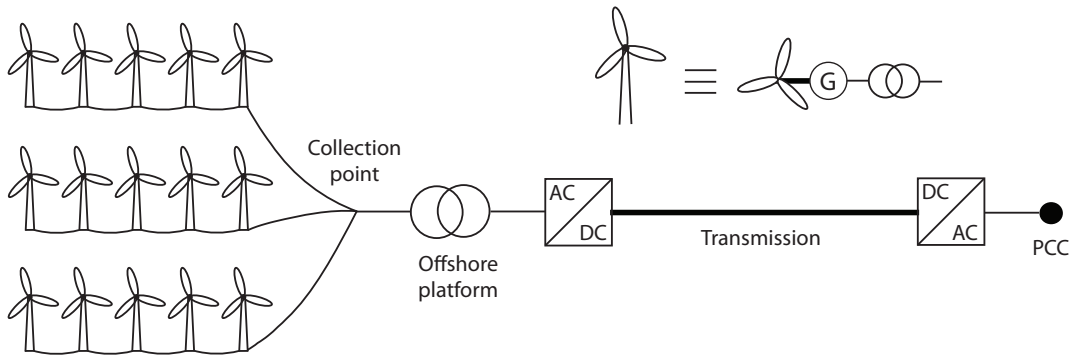 G
Collection
point
AC
DC
DC
AC
Transmission
PCC
Offshore
platform